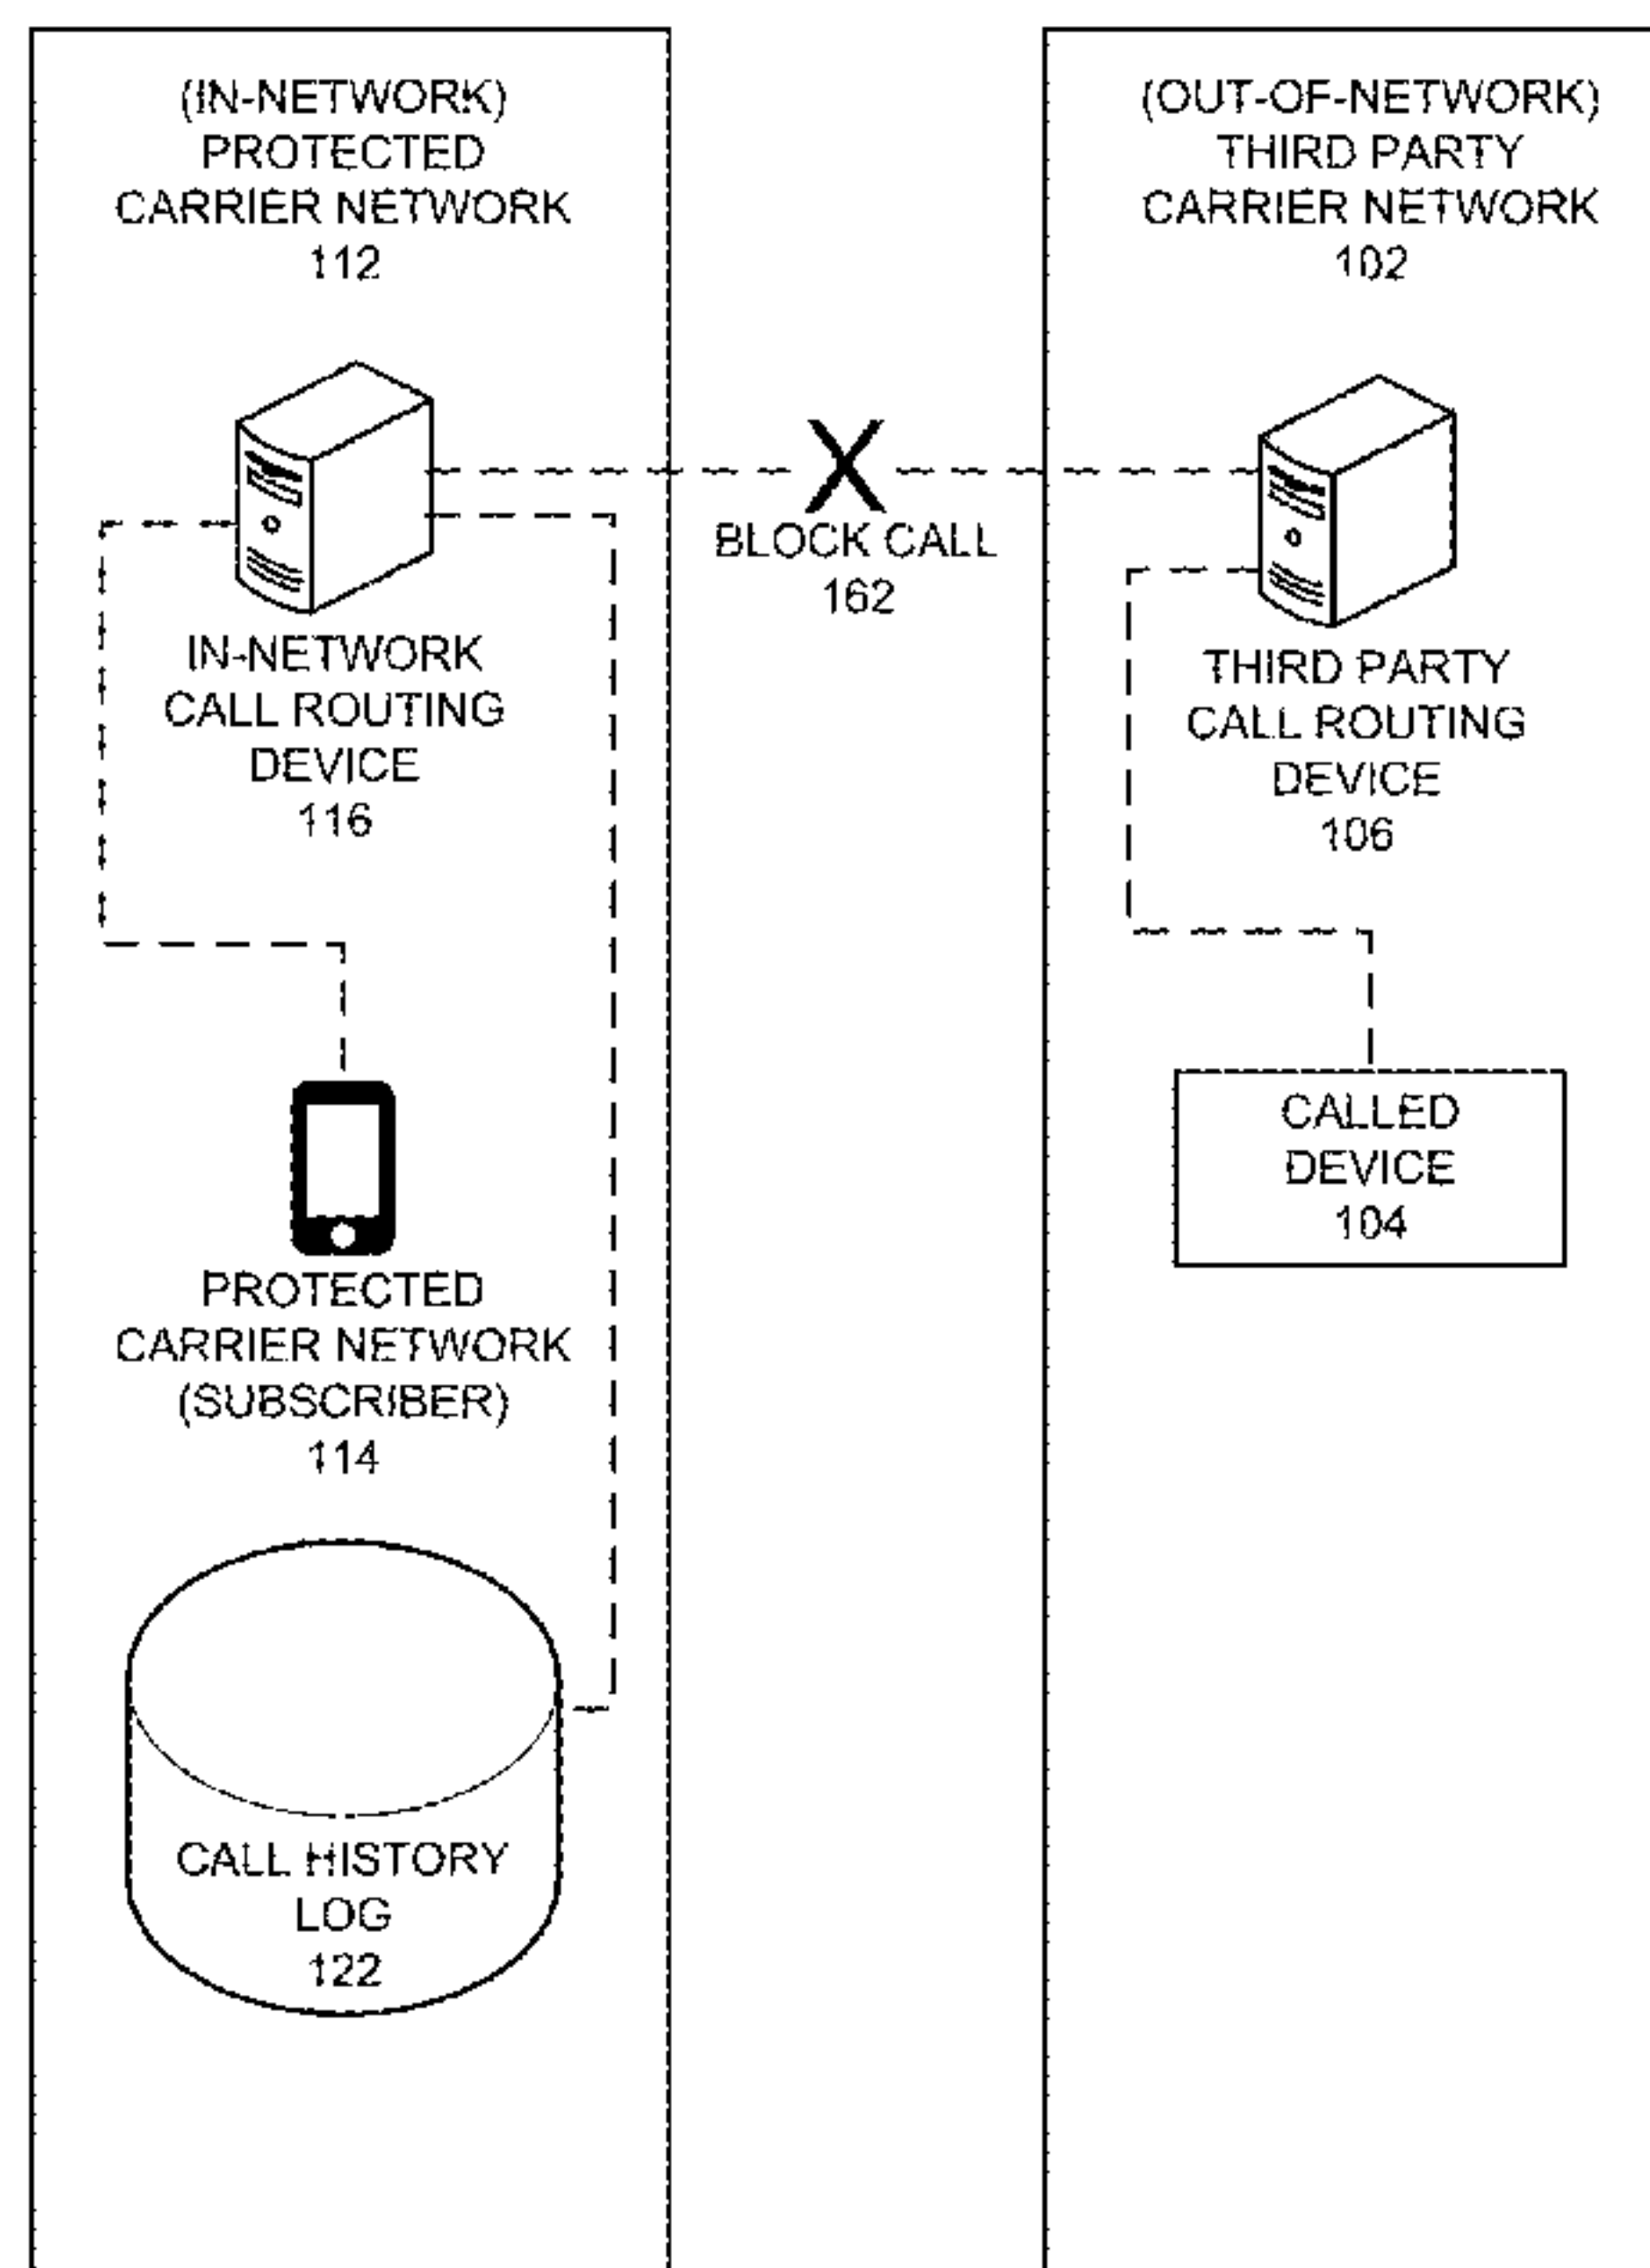 (IN-NETWORK)
PROTECTED
CARRIER NETWORK
112
IN-NETWORK
CALL ROUTING
DEVICE
116
PROTECTED
CARRIER NETWORK
(SUBSCRIBER)
114
CALL HISTORY
LOG
122
BLOCK CALL
162
(OUT-OF-NETWORK)
THIRD PARTY
CARRIER NETWORK
102
THIRD PARTY
CALL ROUTING
DEVICE
106
CALLED
DEVICE
104